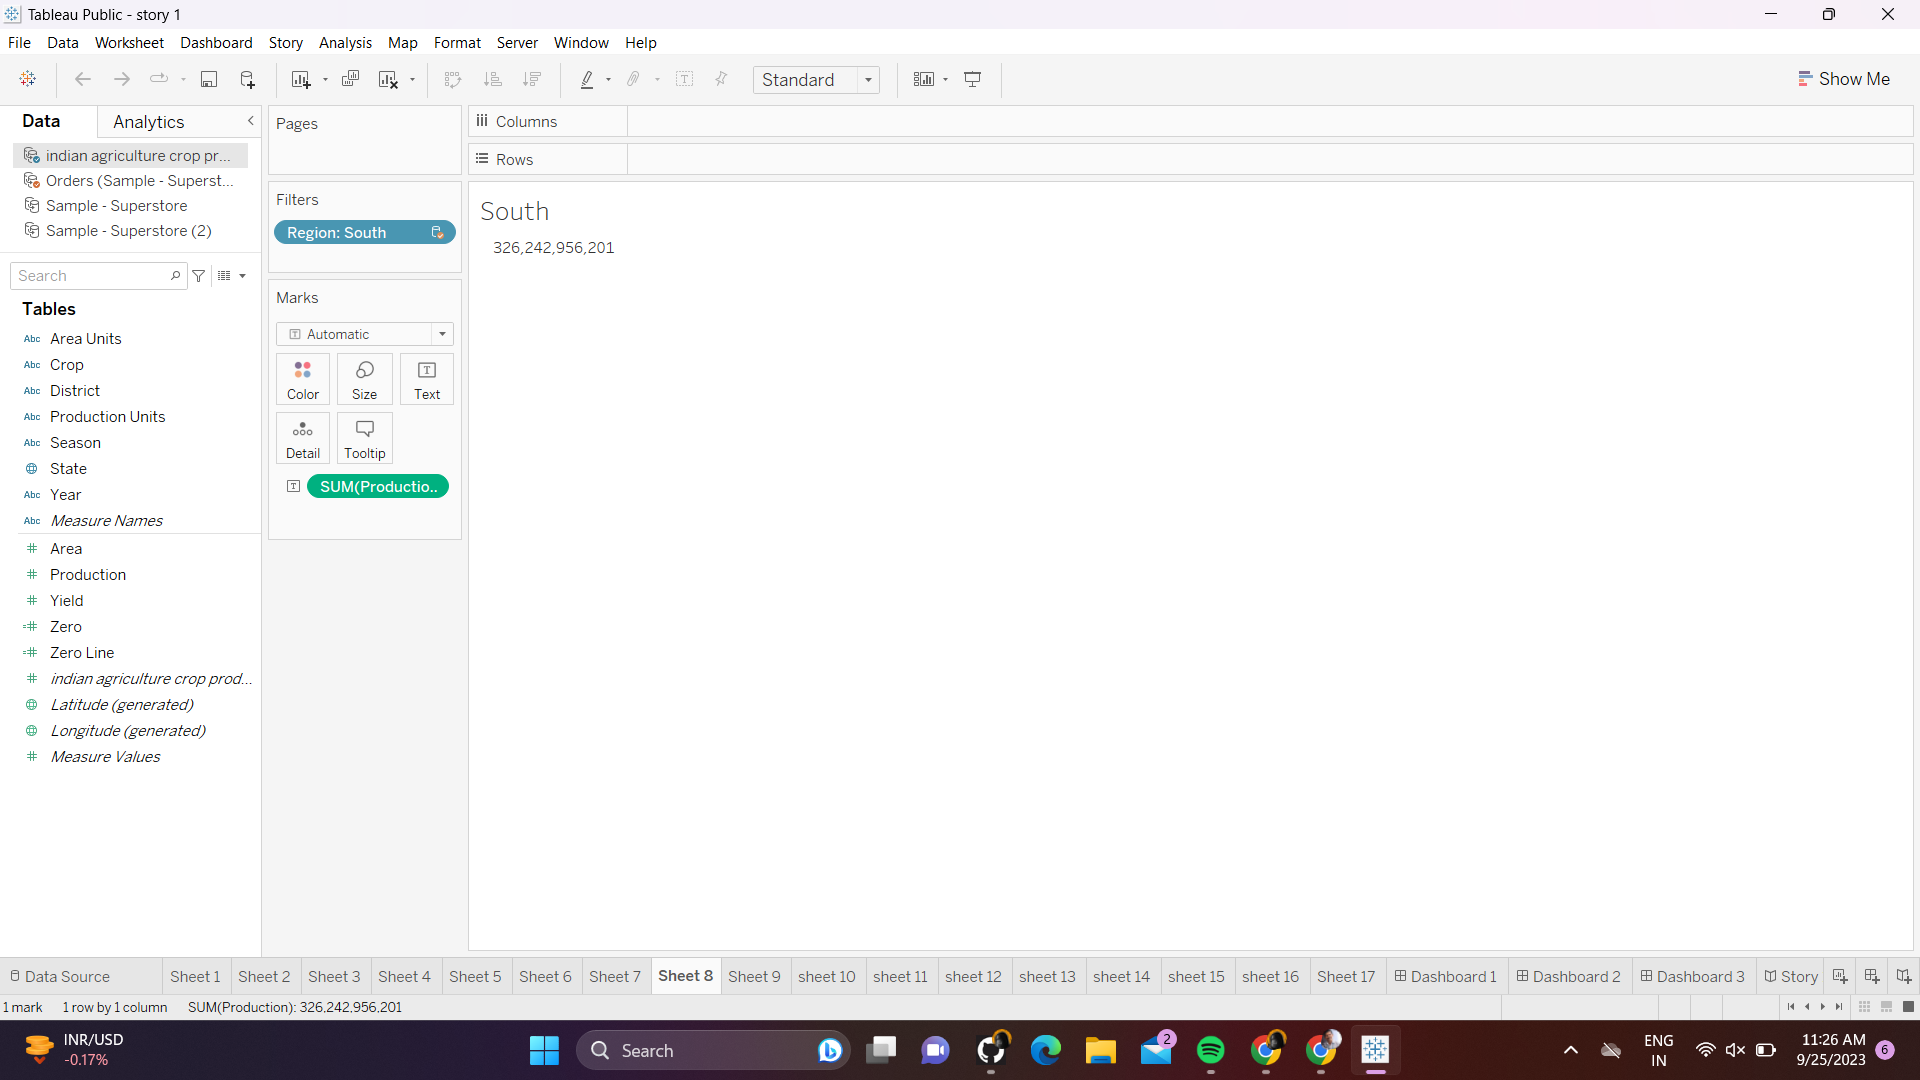 Tableau Public - story 1
File Data Worksheet Dashboard Story Analysis Map Format Server Window Help
Standard
Show Me
Data Analytics
indian agriculture crop pr...
Orders (Sample - Superst...
Sample - Superstore
Sample - Superstore (2)
Search
Tables
Abc Area Units
Abc Crop
Abc District
Abc Production Units
Abc Season
State
Abc Year
Abc Measure Names
# Area
# Production
# Yield
=# Zero
=# Zero Line
# indian agriculture crop prod...
Latitude (generated)
Longitude (generated)
# Measure Values
Pages
Filters
Region: South
Marks
T Automatic
Color Size T Text
Detail Tooltip
T SUM(Productio..
Columns
Rows
South
326,242,956,201
Data Source Sheet 1 Sheet 2 Sheet 3 Sheet 4 Sheet 5 Sheet 6 Sheet 7 Sheet 8 Sheet 9 sheet 10 sheet 11 sheet 12 sheet 13 sheet 14 sheet 15 sheet 16 Sheet 17 Dashboard 1 Dashboard 2 Dashboard 3 Story
1 mark 1 row by 1 column SUM(Production): 326,242,956,201
INR/USD
-0.17%
Search
2
ENG
IN
11:26 AM
9/25/2023
6